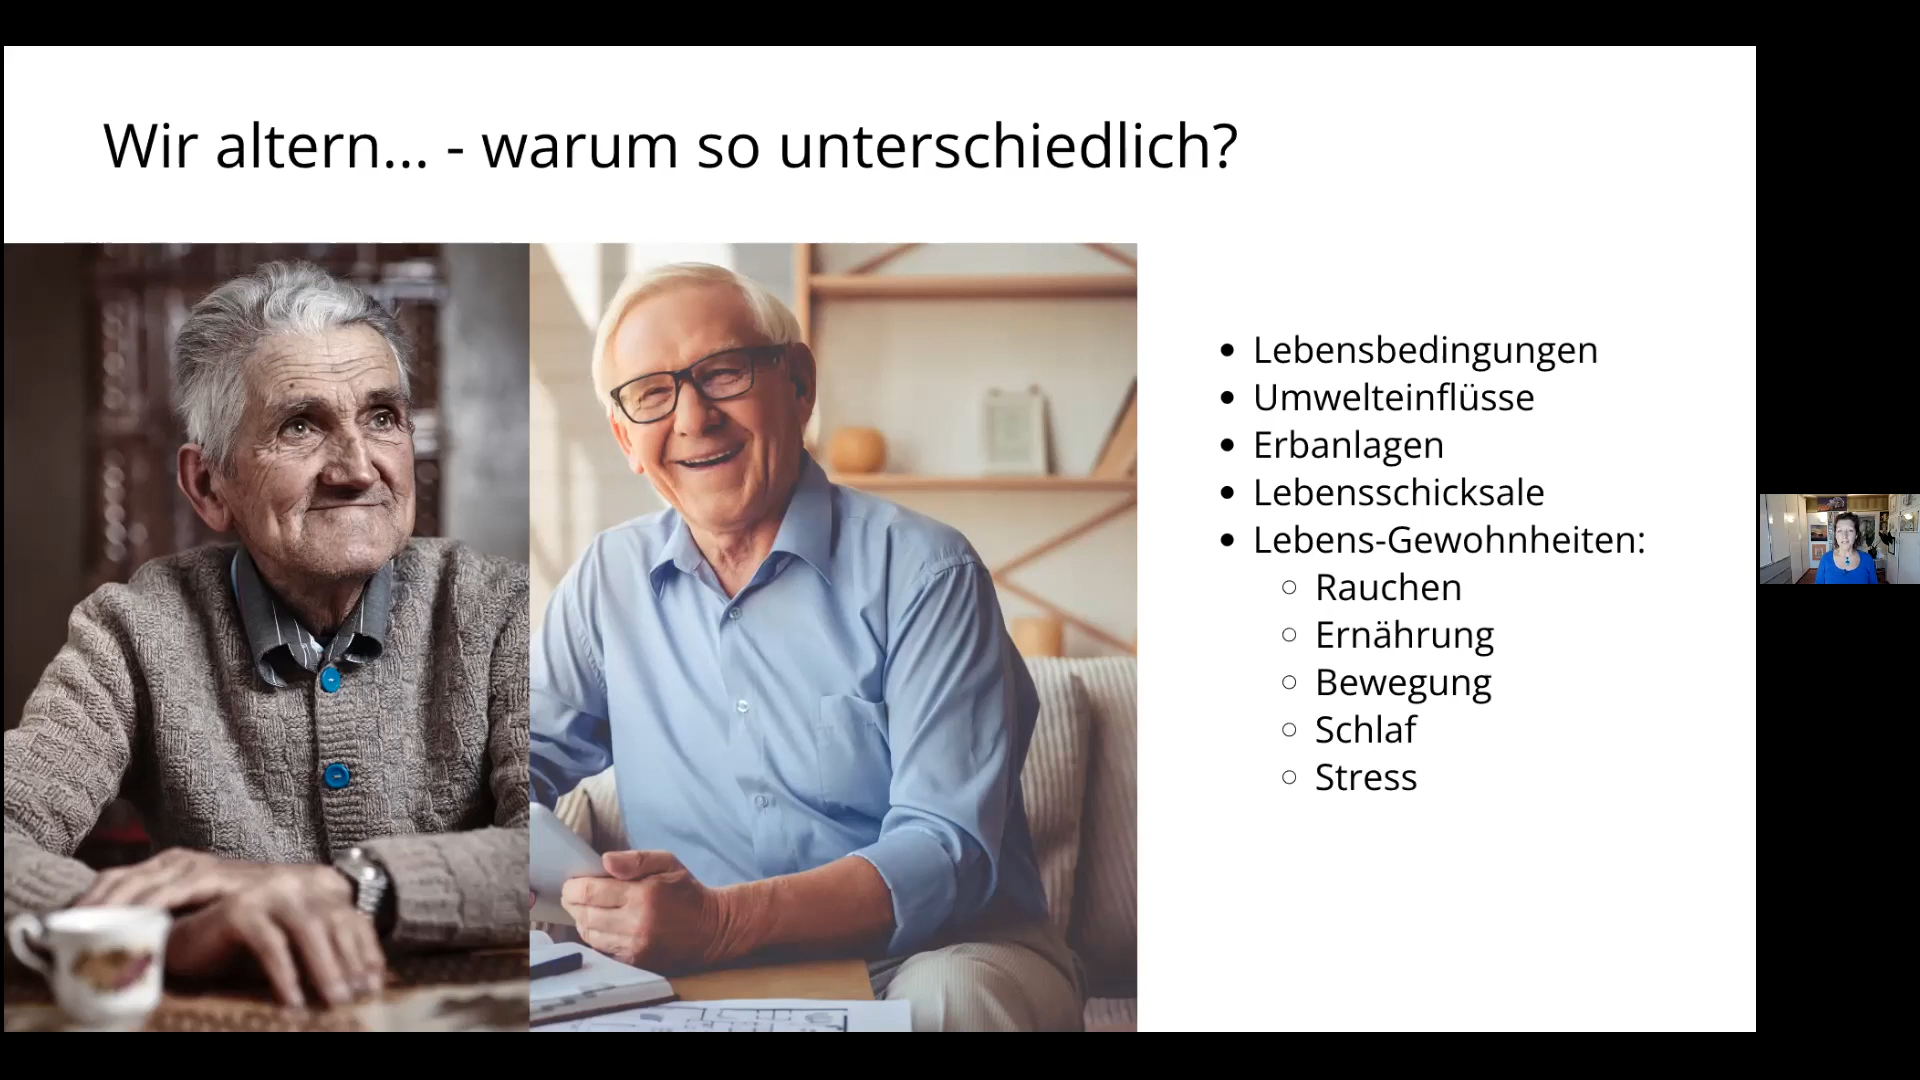 Wir altern... - warum so unterschiedlich?
Lebensbedingungen
Umwelteinflüsse
Erbanlagen
Lebensschicksale
Lebens-Gewohnheiten:
Rauchen
Ernährung
Bewegung
Schlaf
Stress